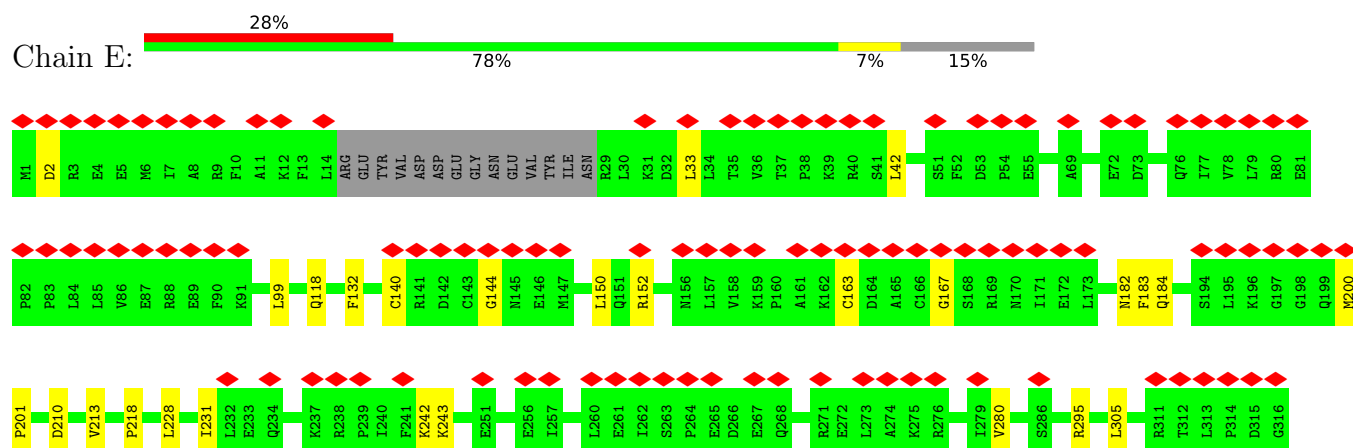 28%
Chain E:
78% 7% 15%
M1 D2 R3 E4 E5 M6 I7 A8 R9 F10 A11 K12 F13 L14 ARG GLU TYR VAL ASP ASP GLU GLY ASN GLU VAL TYR ILE ASN R29 L30 K31 D32 L33 L34 T35 V36 T37 P38 K39 R40 S41 L42 S51 F52 D53 P54 E55 A69 E72 D73 Q76 I77 V78 L79 R80 E81
P82 P83 L84 L85 V86 E87 R88 E89 F90 K91 L99 Q118 F132 C140 R141 D142 C143 G144 N145 E146 M147 L150 Q151 R152 N156 L157 V158 K159 P160 A161 K162 C163 D164 A165 C166 G167 S168 R169 N170 I171 E172 L173 N182 F183 Q184 S194 L195 K196 G197 G198 Q199 M200
P201 D210 V213 P218 L228 I231 L232 E233 Q234 K237 R238 P239 I240 F241 K242 K243 E251 E256 I257 L260 E261 I262 S263 P264 E265 D266 E267 Q268 R271 E272 L273 A274 K275 R276 I279 V280 S286 R295 L305 R311 T312 L313 P314 D315 G316